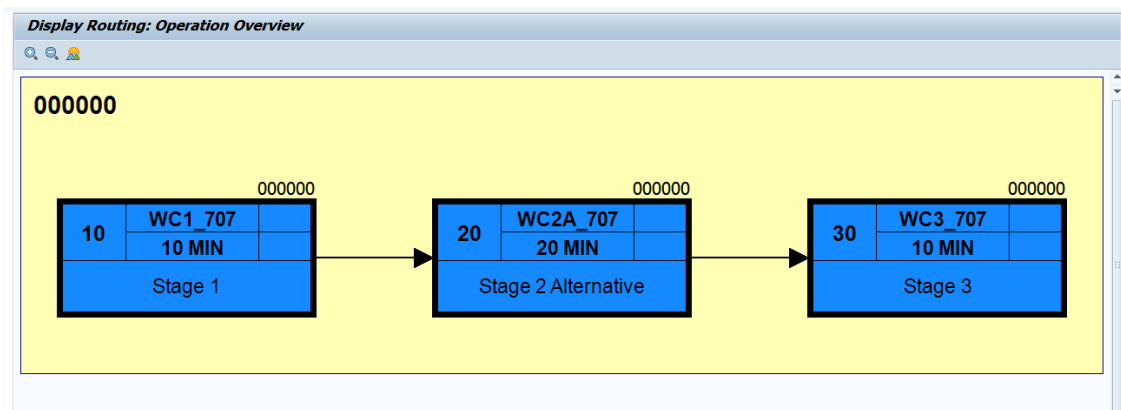 Display Routing: Operation Overview
000000
000000
10
WC1_707
10 MIN
Stage 1
000000
20
WC2A_707
20 MIN
Stage 2 Alternative
000000
30
WC3_707
10 MIN
Stage 3